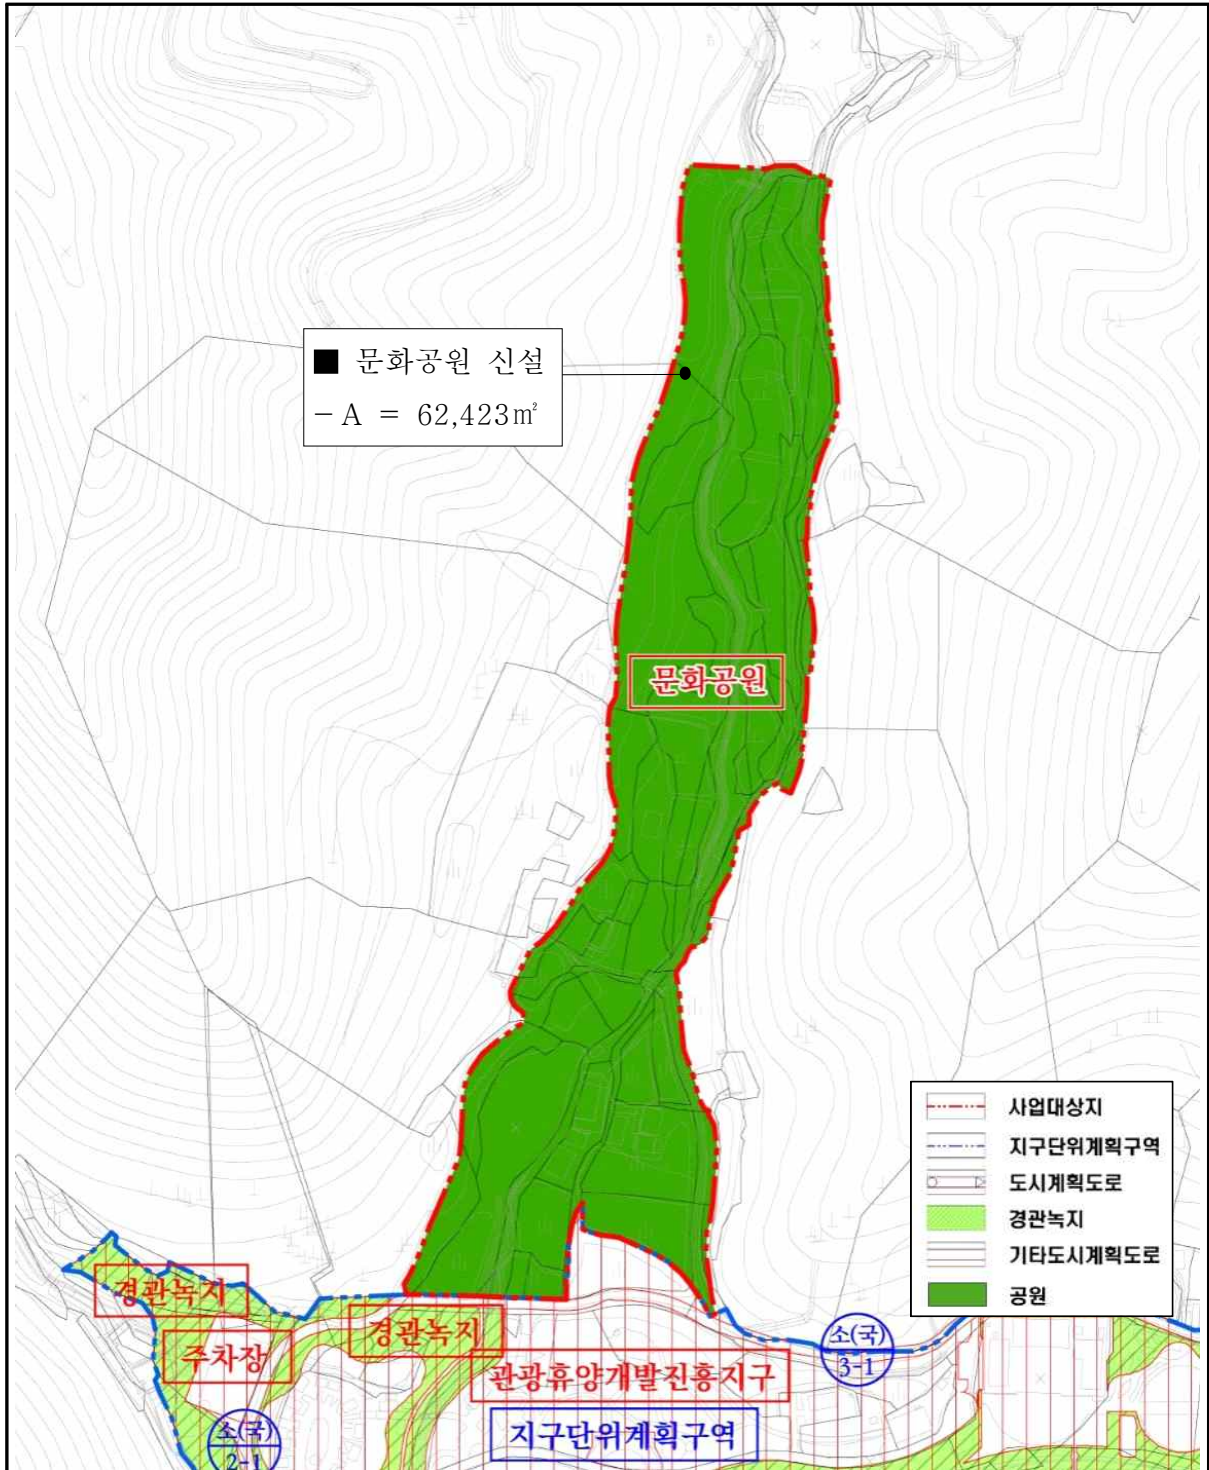 ■ 문화공원 신설
- A = 62,423㎡
문화공원
사업대상지
지구단위계획구역
도시계획도로
경관녹지
기타도시계획도로
공원
경관녹지
경관녹지
주차장
관광휴양개발진흥지구
지구단위계획구역
소(국)
3-1
소(국)
2-1